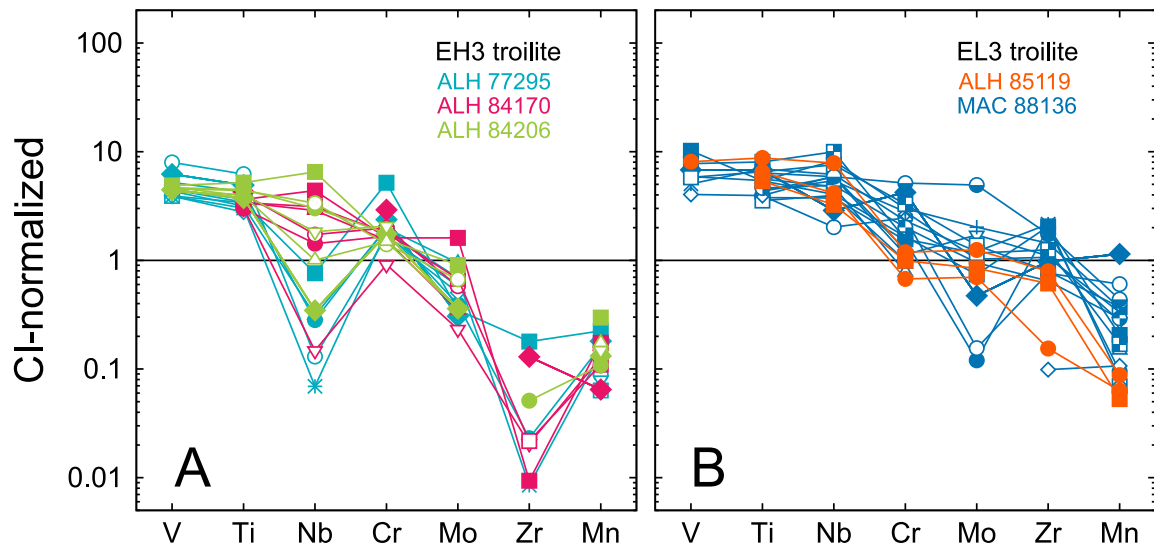 CI-normalized
100
10
1
0.1
0.01
EH3 troilite
ALH 77295
ALH 84170
ALH 84206
A
V Ti Nb Cr Mo Zr Mn
EL3 troilite
ALH 85119
MAC 88136
B
V Ti Nb Cr Mo Zr Mn